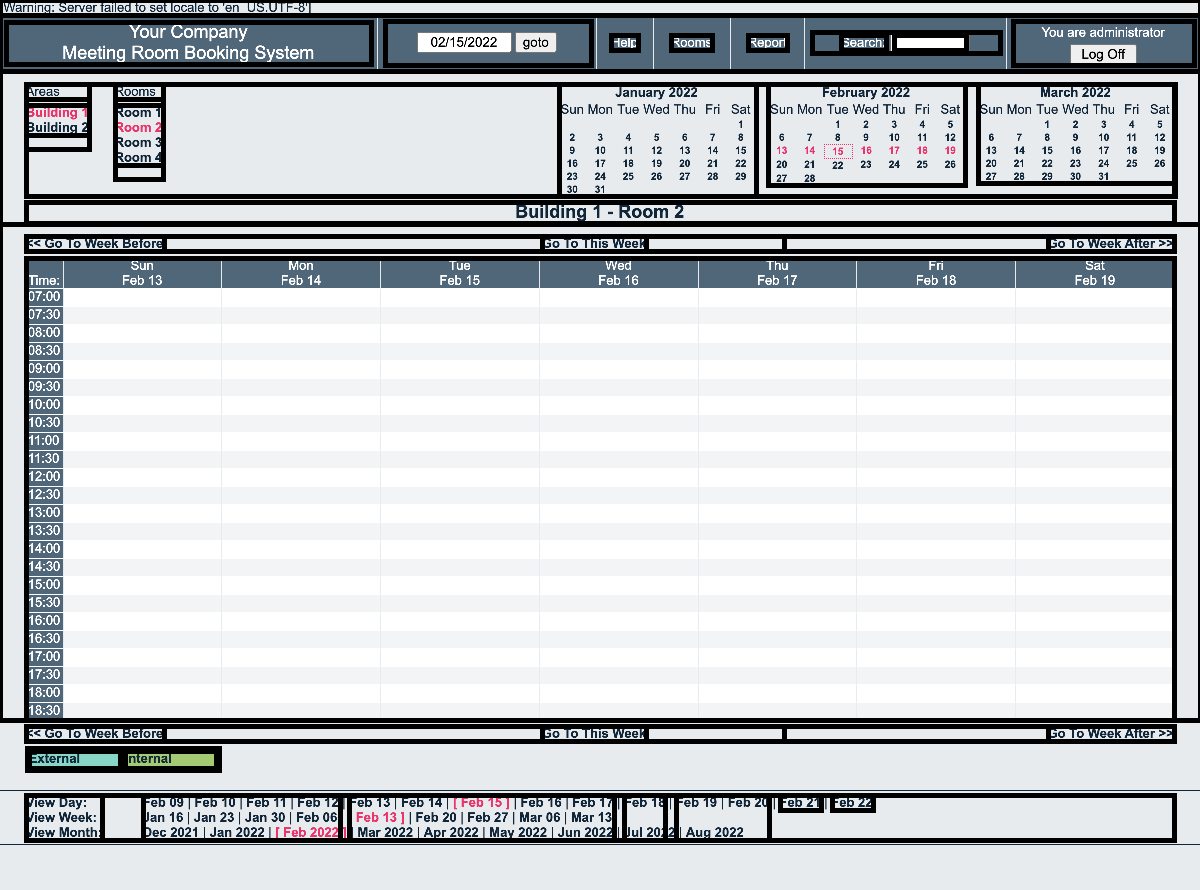 Warning: Server failed to set locale to 'en_US.UTF-8']
Your Company
Meeting Room Booking System
02/15/2022 goto
Help
Rooms
Report
Search:
You are administrator
Log Off
Areas
Building 1
Building 2
Rooms
Room 1
Room 2
Room 3
Room 4
January 2022
Sun Mon Tue Wed Thu Fri Sat
1
2 3 4 5 6 7 8
9 10 11 12 13 14 15
16 17 18 19 20 21 22
23 24 25 26 27 28 29
30 31
February 2022
Sun Mon Tue Wed Thu Fri Sat
1 2 3 4 5
6 7 8 9 10 11 12
13 14 15 16 17 18 19
20 21 22 23 24 25 26
27 28
March 2022
Sun Mon Tue Wed Thu Fri Sat
1 2 3 4 5
6 7 8 9 10 11 12
13 14 15 16 17 18 19
20 21 22 23 24 25 26
27 28 29 30 31
Building 1 - Room 2
<< Go To Week Before Go To This Week Go To Week After >>
Time: Sun Feb 13 Mon Feb 14 Tue Feb 15 Wed Feb 16 Thu Feb 17 Fri Feb 18 Sat Feb 19
07:00
07:30
08:00
08:30
09:00
09:30
10:00
10:30
11:00
11:30
12:00
12:30
13:00
13:30
14:00
14:30
15:00
15:30
16:00
16:30
17:00
17:30
18:00
18:30
<< Go To Week Before Go To This Week Go To Week After >>
External Internal
View Day: Feb 09 | Feb 10 | Feb 11 | Feb 12 | Feb 13 | Feb 14 | [ Feb 15 ] | Feb 16 | Feb 17 | Feb 18 | Feb 19 | Feb 20 | Feb 21 | Feb 22
View Week: Jan 16 | Jan 23 | Jan 30 | Feb 06 | Feb 13 ] | Feb 20 | Feb 27 | Mar 06 | Mar 13
View Month: Dec 2021 | Jan 2022 | [ Feb 2022 ] | Mar 2022 | Apr 2022 | May 2022 | Jun 2022 | Jul 2022 | Aug 2022